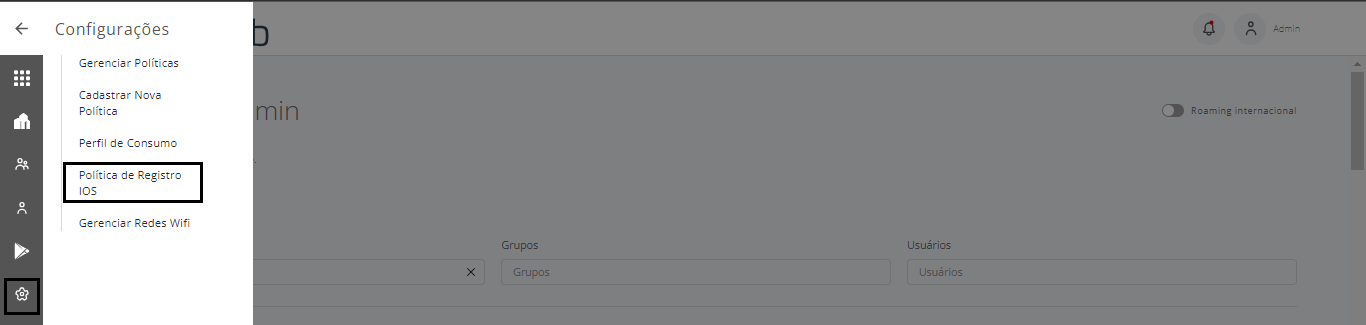 Configurações
Admin
Gerenciar Políticas
Cadastrar Nova
Política
min
Roaming internacional
Perfil de Consumo
Política de Registro
IOS
Gerenciar Redes Wifi
Grupos
Usuários
Grupos
Usuários